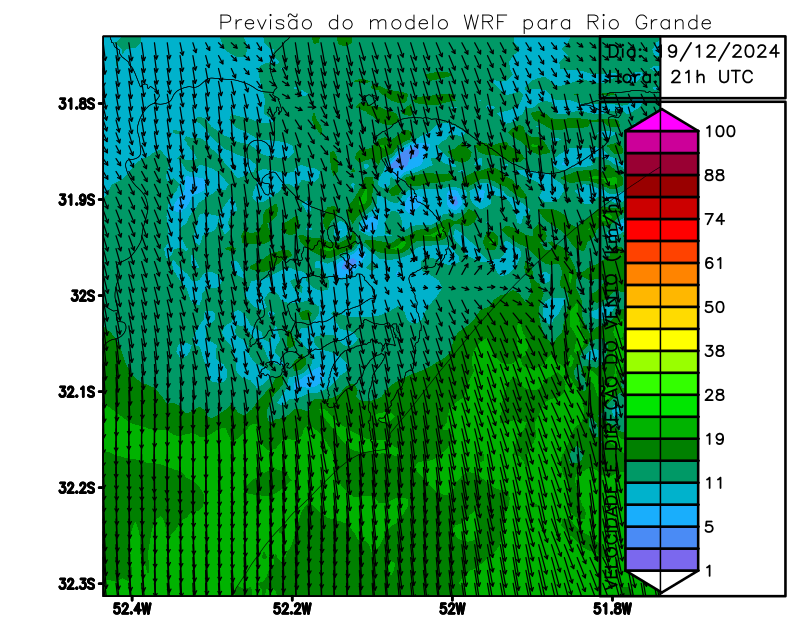 Previsão do modelo WRF para Rio Grande
Dia: 9/12/2024
Hora: 21h UTC
31.8S
31.9S
32S
32.1S
32.2S
32.3S
52.4W
52.2W
52W
51.8W
VELOCIDADE E DIREÇÃO DO VENTO (km/h)
100
88
74
61
50
38
28
19
11
5
1